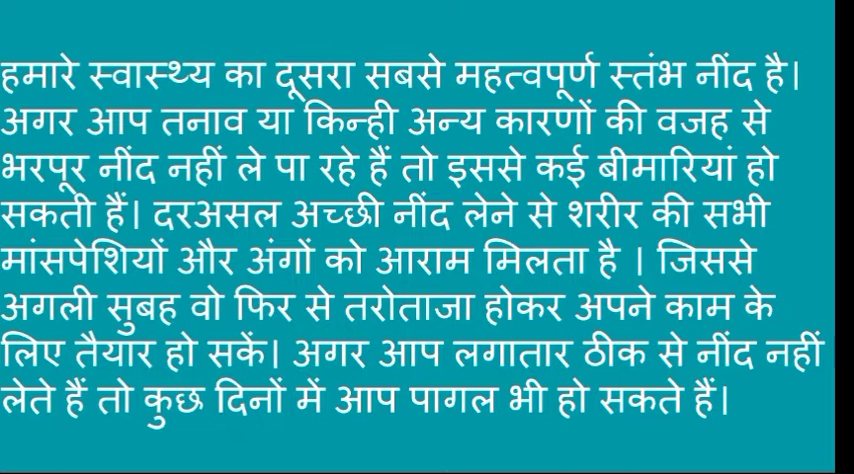 हमारे स्वास्थ्य का दूसरा सबसे महत्वपूर्ण स्तंभ नींद है।
अगर आप तनाव या किन्ही अन्य कारणों की वजह से
भरपूर नींद नहीं ले पा रहे हैं तो इससे कई बीमारियां हो
सकती हैं। दरअसल अच्छी नींद लेने से शरीर की सभी
मांसपेशियों और अंगों को आराम मिलता है । जिससे
अगली सुबह वो फिर से तरोताजा होकर अपने काम के
लिए तैयार हो सकें। अगर आप लगातार ठीक से नींद नहीं
लेते हैं तो कुछ दिनों में आप पागल भी हो सकते हैं।